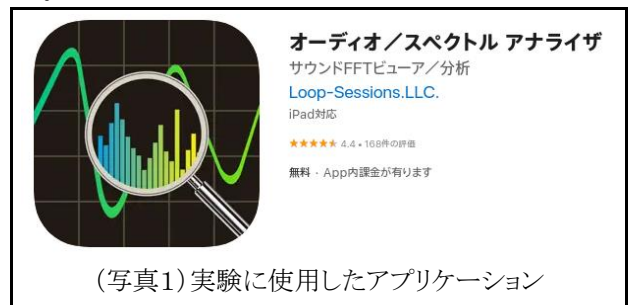 オーディオ／スペクトル アナライザ
サウンドFFTビューア／分析
Loop-Sessions.LLC.
iPad対応
★★★★★ 4.4 • 168件の評価
無料 · App内課金が有ります
(写真1)実験に使用したアプリケーション